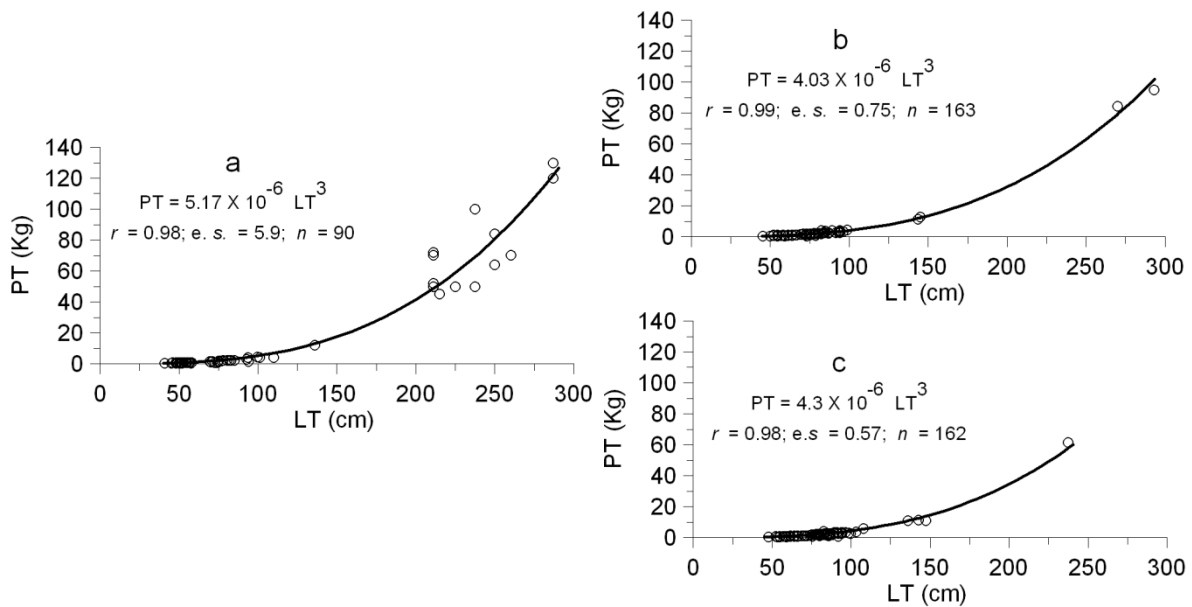 a
PT = 5.17 X 10⁻⁶ LT³
r = 0.98; e. s. = 5.9; n = 90
PT (Kg)
140
120
100
80
60
40
20
0
0 50 100 150 200 250 300
LT (cm)
b
PT = 4.03 X 10⁻⁶ LT³
r = 0.99; e. s. = 0.75; n = 163
PT (Kg)
140
120
100
80
60
40
20
0
0 50 100 150 200 250 300
LT (cm)
c
PT = 4.3 X 10⁻⁶ LT³
r = 0.98; e.s = 0.57; n = 162
PT (Kg)
140
120
100
80
60
40
20
0
0 50 100 150 200 250 300
LT (cm)